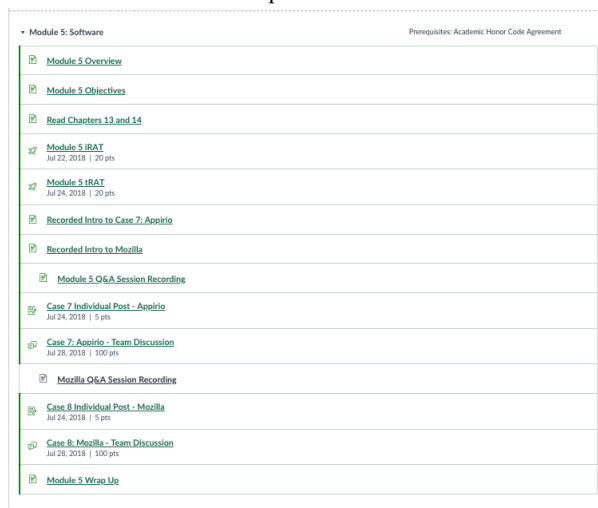 Module 5: Software
Prerequisites: Academic Honor Code Agreement
Module 5 Overview
Module 5 Objectives
Read Chapters 13 and 14
Module 5 iRAT
Jul 22, 2018 | 20 pts
Module 5 tRAT
Jul 24, 2018 | 20 pts
Recorded Intro to Case 7: Appirio
Recorded Intro to Mozilla
Module 5 Q&A Session Recording
Case 7 Individual Post - Appirio
Jul 24, 2018 | 5 pts
Case 7: Appirio - Team Discussion
Jul 28, 2018 | 100 pts
Mozilla Q&A Session Recording
Case 8 Individual Post - Mozilla
Jul 24, 2018 | 5 pts
Case 8: Mozilla - Team Discussion
Jul 28, 2018 | 100 pts
Module 5 Wrap Up